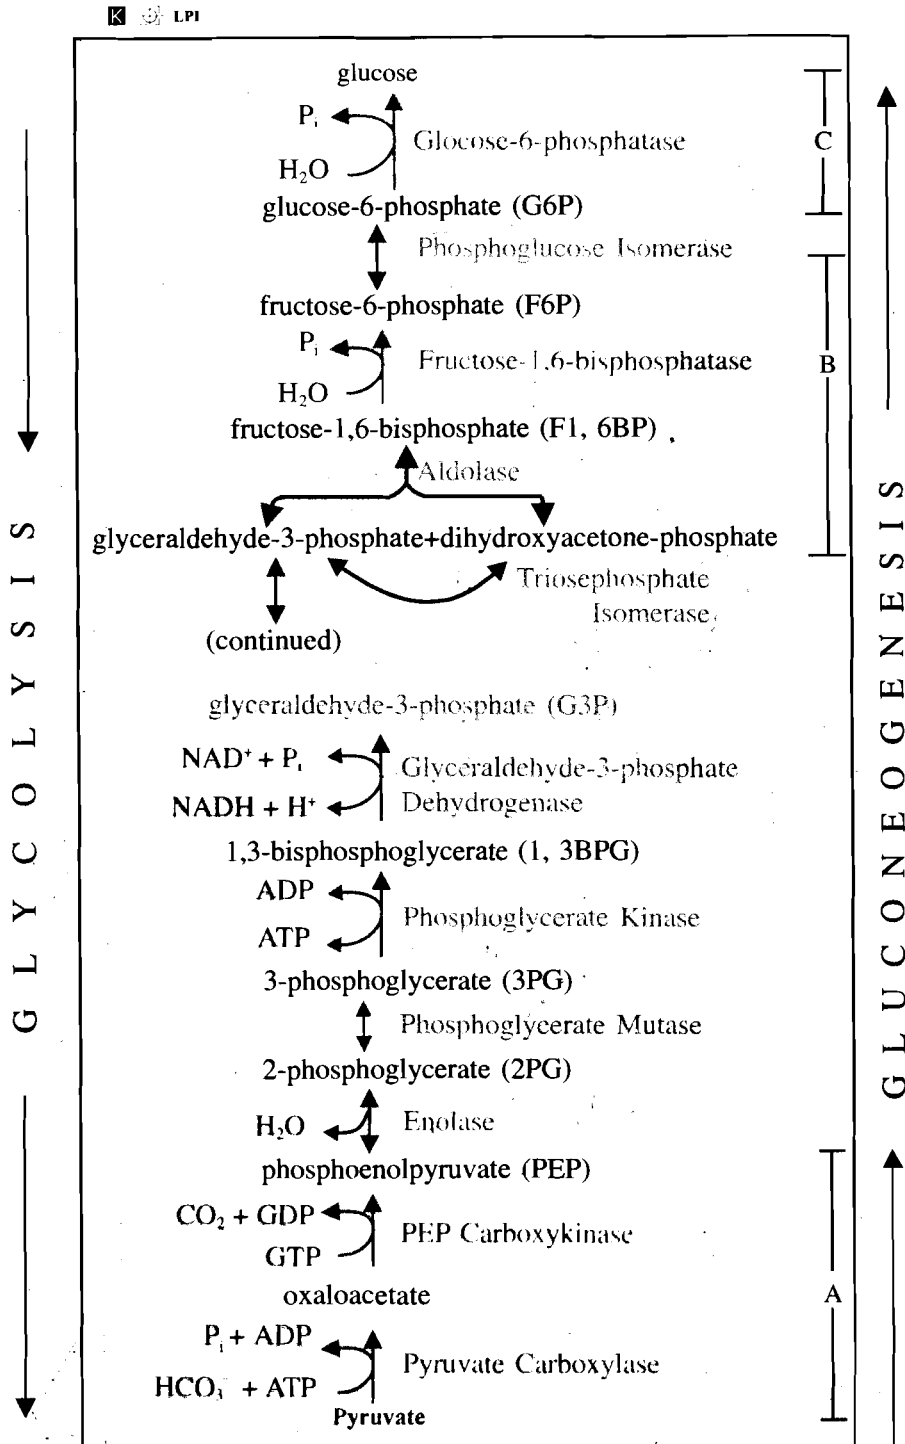 K LPI
glucose
Pi
Glocose-6-phosphatase
C
H₂O
glucose-6-phosphate (G6P)
Phosphoglucose Isomerase
fructose-6-phosphate (F6P)
Pi
Fructose-1,6-bisphosphatase
B
H₂O
fructose-1,6-bisphosphate (F1, 6BP)
Aldolase
glyceraldehyde-3-phosphate+dihydroxyacetone-phosphate
Triosephosphate
Isomerase
(continued)
glyceraldehyde-3-phosphate (G3P)
NAD⁺ + Pi
Glyceraldehyde-3-phosphate
NADH + H⁺
Dehydrogenase
1,3-bisphosphoglycerate (1, 3BPG)
ADP
Phosphoglycerate Kinase
ATP
3-phosphoglycerate (3PG)
Phosphoglycerate Mutase
2-phosphoglycerate (2PG)
H₂O
Enolase
phosphoenolpyruvate (PEP)
CO₂ + GDP
PEP Carboxykinase
GTP
oxaloacetate
A
Pi + ADP
Pyruvate Carboxylase
HCO₃ + ATP
Pyruvate
GLYCOLYSIS
GLUCONEOGENESIS